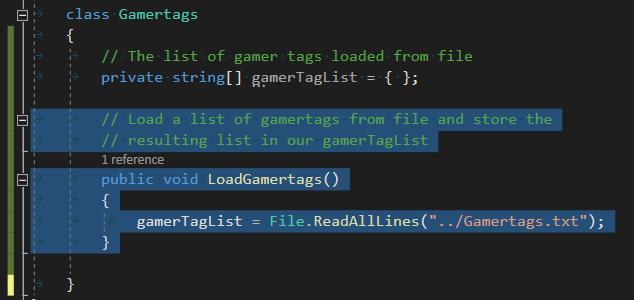 class Gamertags
{
// The list of gamer tags loaded from file
private string[] gamerTagList = { };
// Load a list of gamertags from file and store the
// resulting list in our gamerTagList
1 reference
public void LoadGamertags()
{
gamerTagList = File.ReadAllLines("../Gamertags.txt");
}
}